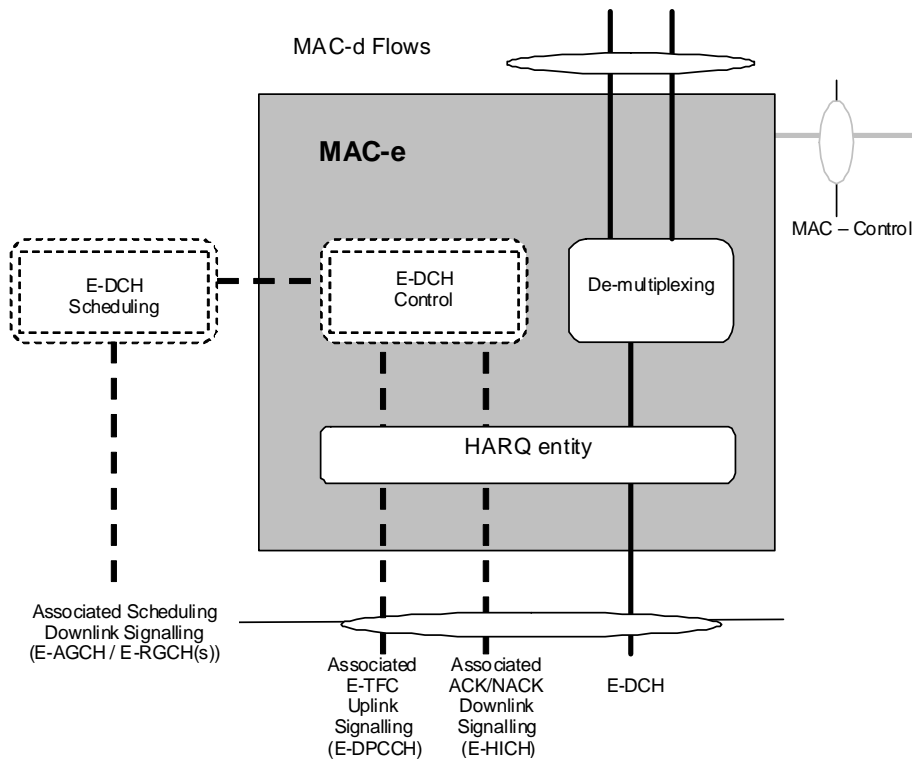 MAC-d Flows
MAC-e
MAC – Control
E-DCH
Scheduling
E-DCH
Control
De-multiplexing
HARQ entity
Associated Scheduling
Downlink Signalling
(E-AGCH / E-RGCH(s))
Associated
E-TFC
Uplink
Signalling
(E-DPCCH)
Associated
ACK/NACK
Downlink
Signalling
(E-HICH)
E-DCH